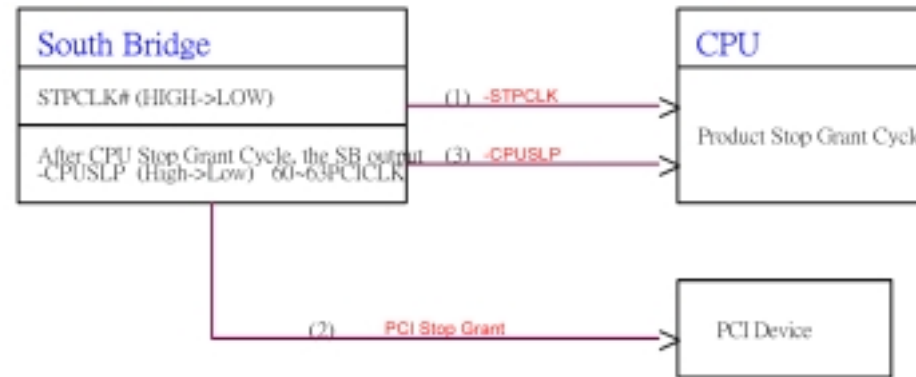 South Bridge
CPU
STPCLK# (HIGH->LOW)
(1) -STPCLK
Product Stop Grant Cycle
After CPU Stop Grant Cycle, the SB output
(3) -CPUSLP
-CPUSLP (High->Low) 60~63PCICLK
(2) PCI Stop Grant
PCI Device